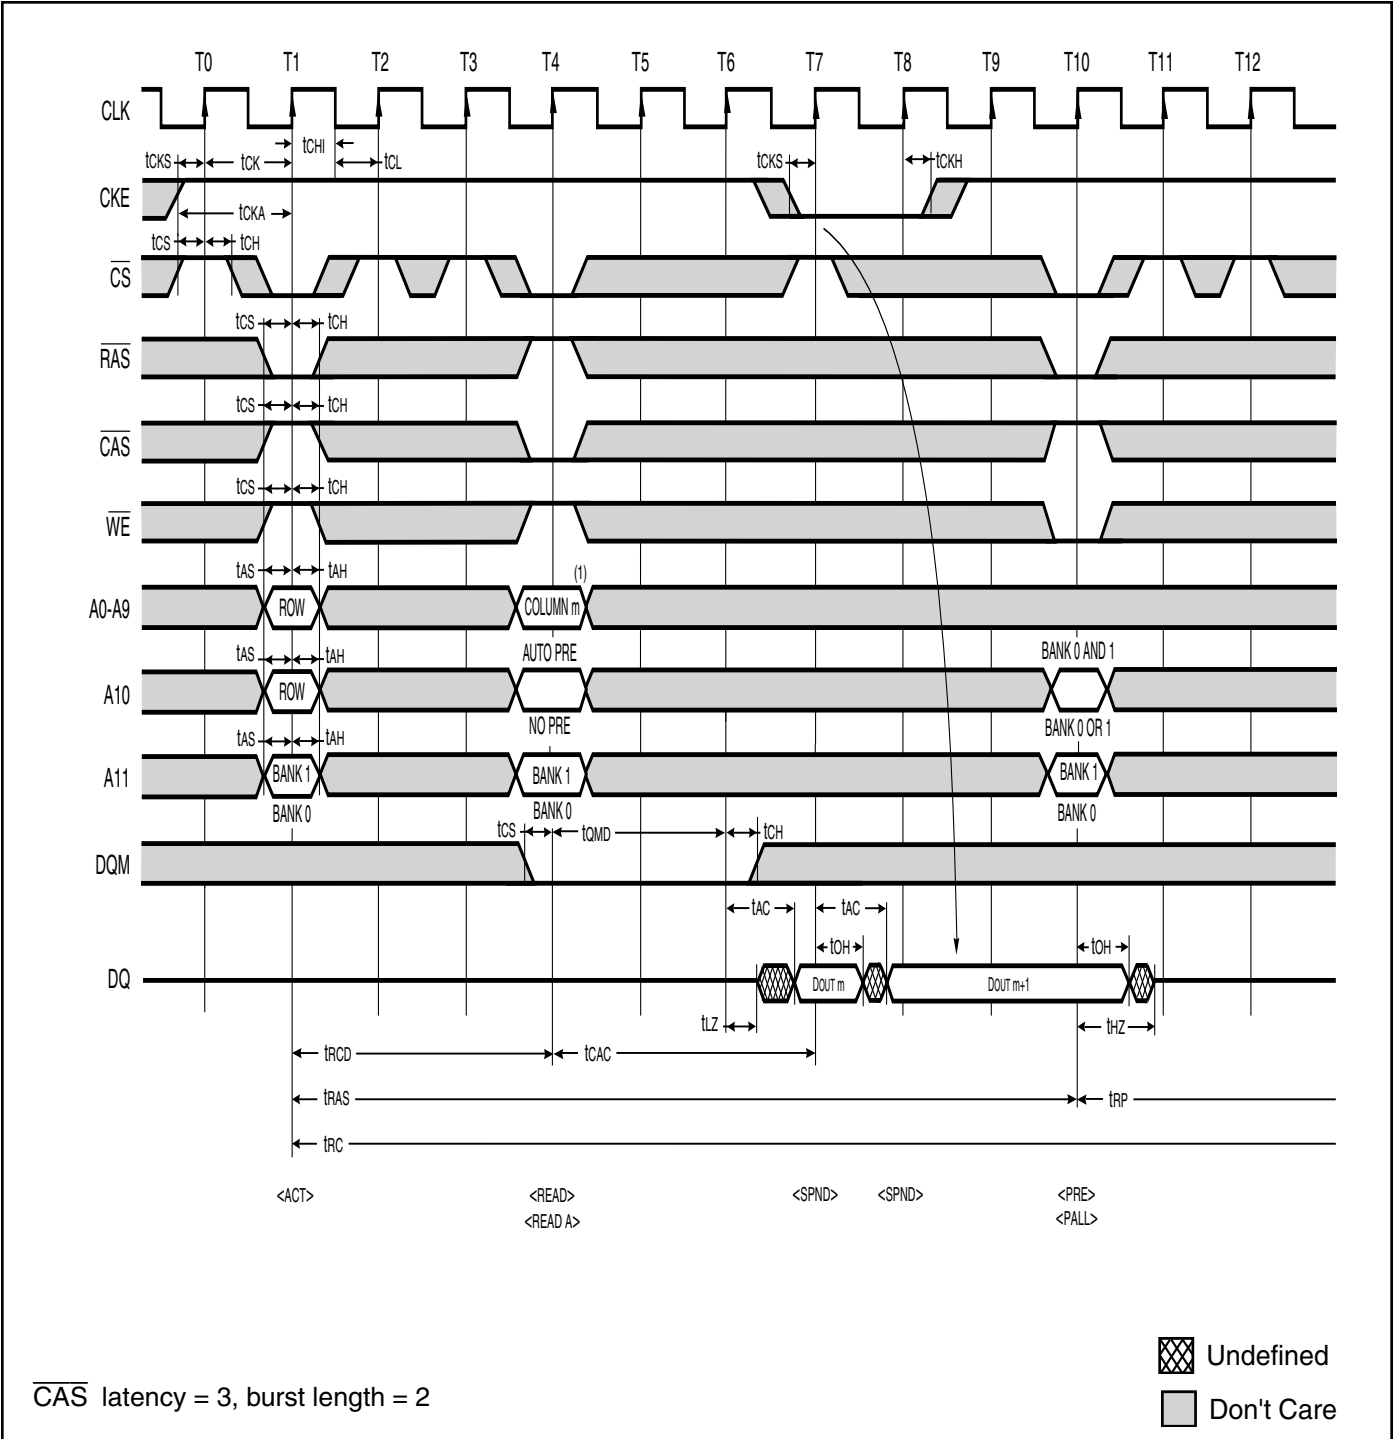 T0 T1 T2 T3 T4 T5 T6 T7 T8 T9 T10 T11 T12
CLK
tCHI
tCKS tCK tCL tCKS tCKH
CKE
tCKA
tCS tCH
CS
tCS tCH
RAS
tCS tCH
CAS
tCS tCH
WE
tAS tAH (1)
A0-A9 ROW COLUMN m
tAS tAH AUTO PRE BANK 0 AND 1
A10 ROW
NO PRE BANK 0 OR 1
tAS tAH
A11 BANK 1 BANK 1 BANK 1
BANK 0 BANK 0 BANK 0
tCS tQMD tCH
DQM
tAC tAC
tOH tOH
DQ DOUT m DOUT m+1
tLZ tHZ
tRCD tCAC
tRAS tRP
tRC
<ACT> <READ> <SPND> <SPND> <PRE>
<READ A> <PALL>
Undefined
CAS latency = 3, burst length = 2
Don't Care